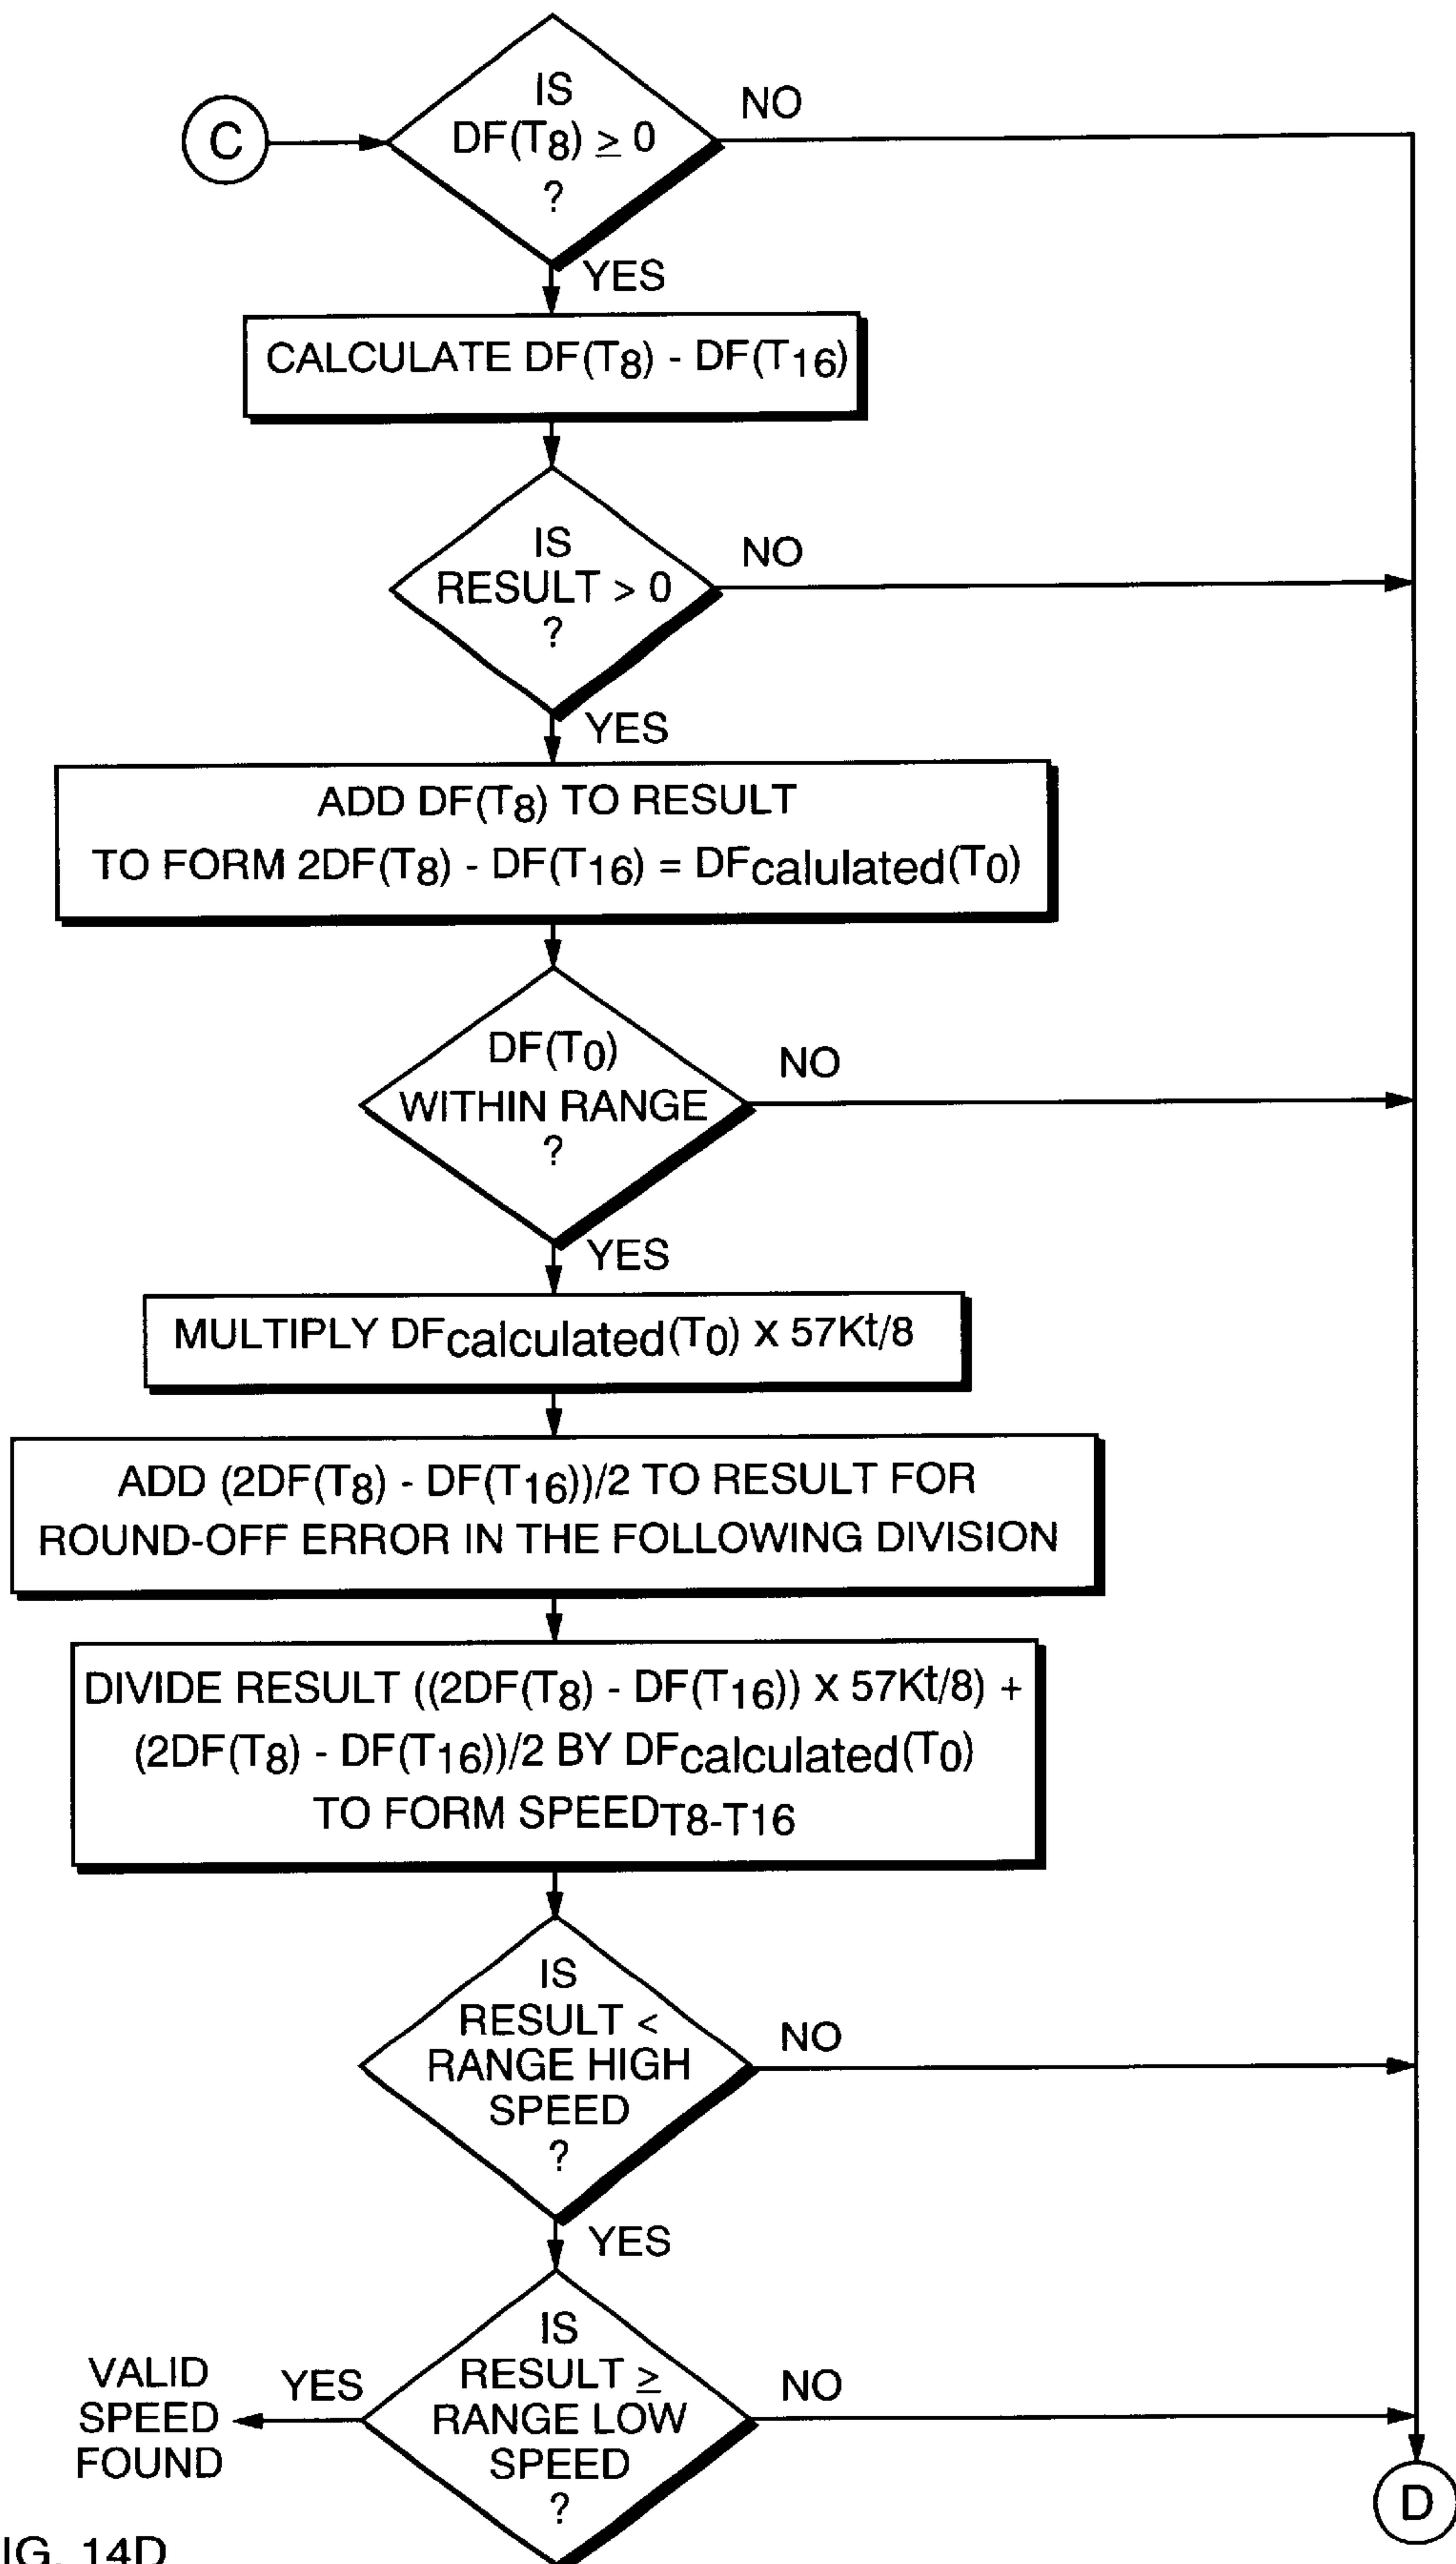 IS
C
DF(T8) ≥ 0
?
NO
YES
CALCULATE DF(T8) - DF(T16)
IS
RESULT > 0
?
NO
YES
ADD DF(T8) TO RESULT
TO FORM 2DF(T8) - DF(T16) = DFcalulated(T0)
DF(T0)
WITHIN RANGE
?
NO
YES
MULTIPLY DFcalculated(T0) X 57Kt/8
ADD (2DF(T8) - DF(T16))/2 TO RESULT FOR
ROUND-OFF ERROR IN THE FOLLOWING DIVISION
DIVIDE RESULT ((2DF(T8) - DF(T16)) X 57Kt/8) +
(2DF(T8) - DF(T16))/2 BY DFcalculated(T0)
TO FORM SPEEDT8-T16
IS
RESULT <
RANGE HIGH
SPEED
?
NO
YES
IS
RESULT ≥
RANGE LOW
SPEED
?
NO
YES
VALID
SPEED
FOUND
D
IG. 14D